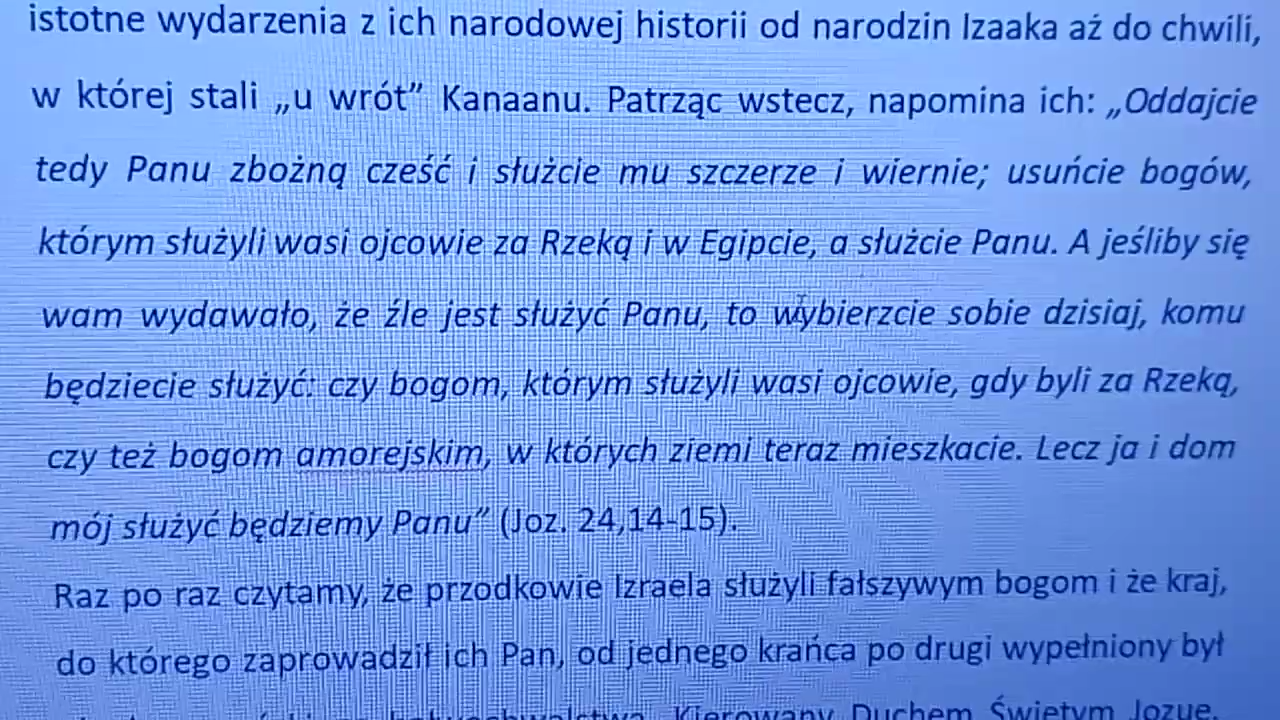 istotne wydarzenia z ich narodowej historii od narodzin Izaaka aż do chwili,
w której stali „u wrót” Kanaanu. Patrząc wstecz, napomina ich: „Oddajcie
tedy Panu zbożną cześć i służcie mu szczerze i wiernie; usuńcie bogów,
którym służyli wasi ojcowie za Rzeką i w Egipcie, a służcie Panu. A jeśliby się
wam wydawało, że źle jest służyć Panu, to wybierzcie sobie dzisiaj, komu
będziecie służyć: czy bogom, którym służyli wasi ojcowie, gdy byli za Rzeką,
czy też bogom amorejskim, w których ziemi teraz mieszkacie. Lecz ja i dom
mój służyć będziemy Panu” (Joz. 24,14-15).
Raz po raz czytamy, że przodkowie Izraela służyli fałszywym bogom i że kraj,
do którego zaprowadził ich Pan, od jednego krańca po drugi wypełniony był
Kierowany Duchem Świętym Jozue,